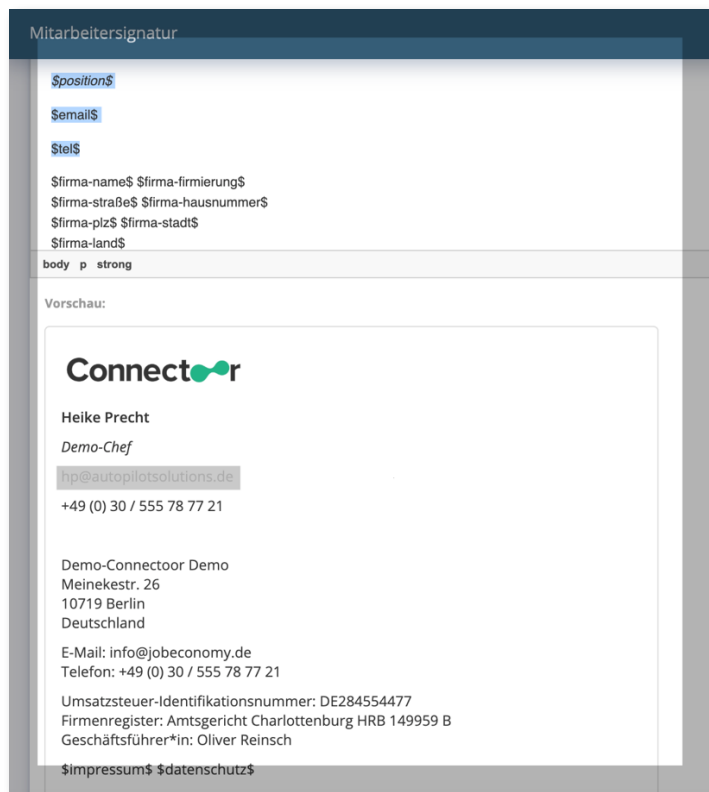 Mitarbeitersignatur
$position$
$email$
$tel$
$firma-name$ $firma-firmierung$
$firma-straße$ $firma-hausnummer$
$firma-plz$ $firma-stadt$
$firma-land$
body p strong
Vorschau:
Connectoor
Heike Precht
Demo-Chef
hp@autopilotsolutions.de
+49 (0) 30 / 555 78 77 21
Demo-Connectoor Demo
Meinekestr. 26
10719 Berlin
Deutschland
E-Mail: info@jobeconomy.de
Telefon: +49 (0) 30 / 555 78 77 21
Umsatzsteuer-Identifikationsnummer: DE284554477
Firmenregister: Amtsgericht Charlottenburg HRB 149959 B
Geschäftsführer*in: Oliver Reinsch
$impressum$ $datenschutz$